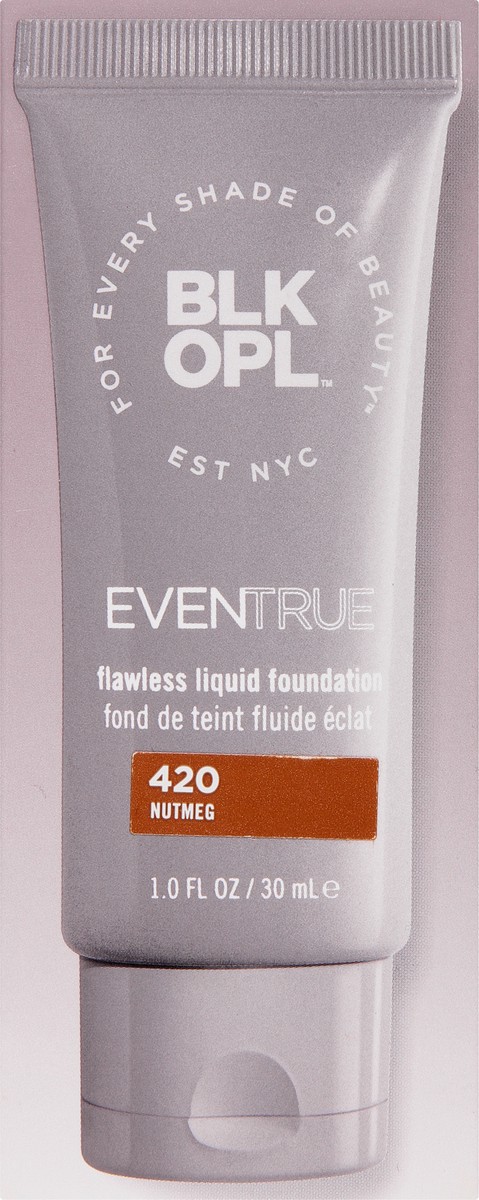 FOR EVERY SHADE OF BEAUTY®
BLK
OPL™
EST NYC
EVENTRUE
flawless liquid foundation
fond de teint fluide éclat
420
NUTMEG
1.0 FL OZ / 30 mL ℮